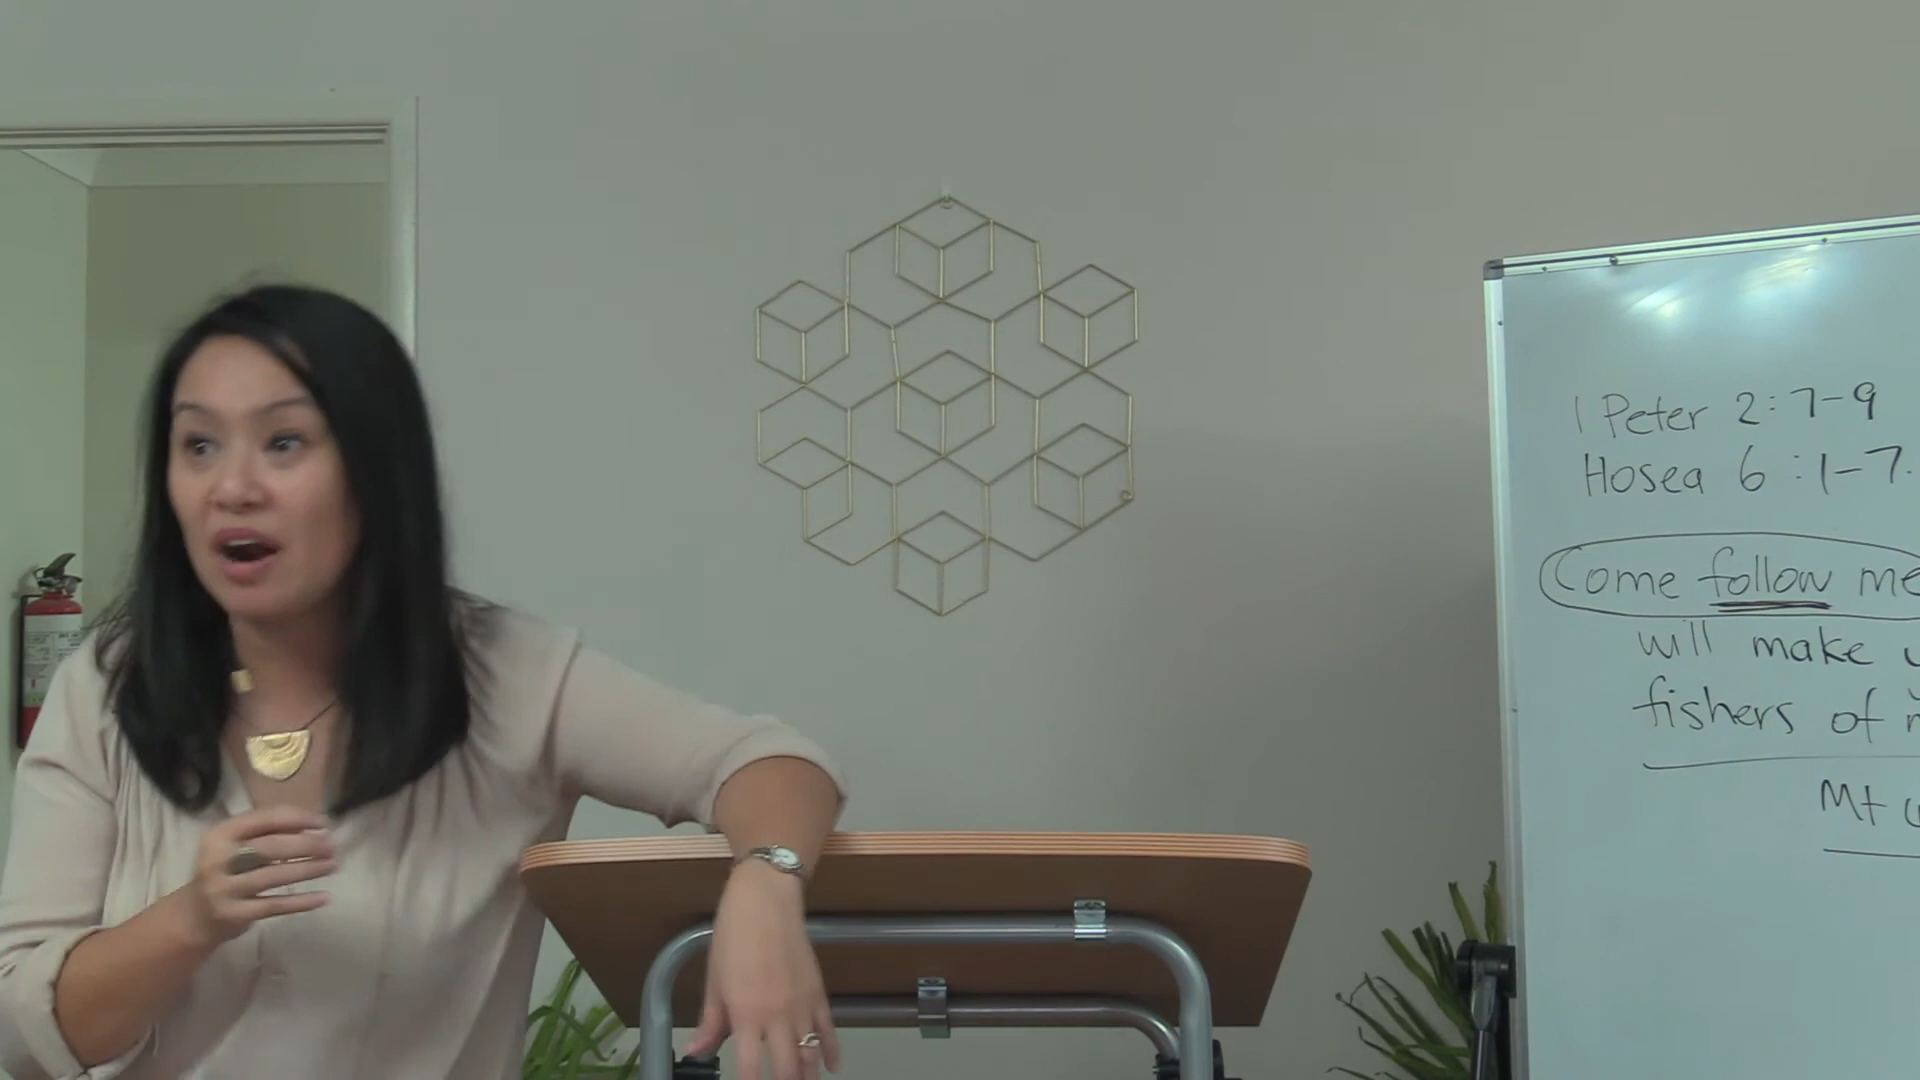 1 Peter 2:7-9
Hosea 6:1-7.
Come follow me
will make
fishers of
Mt